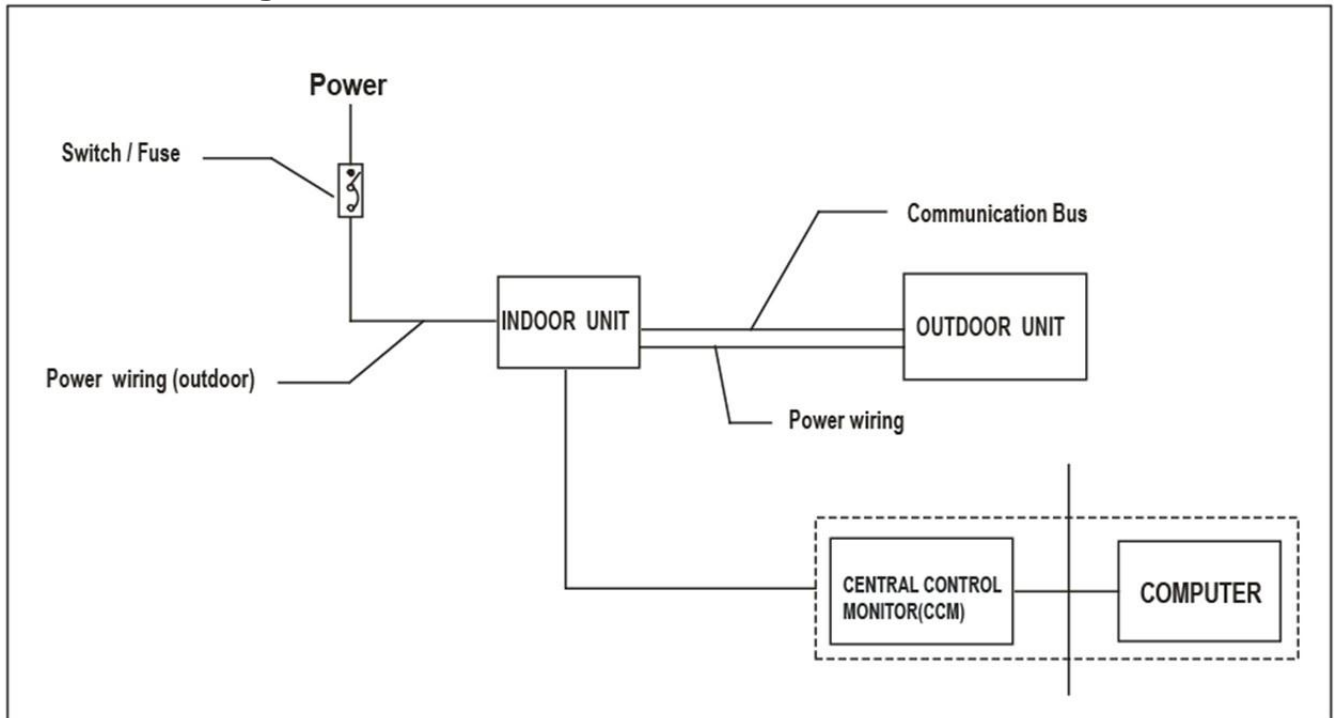 Power
Switch / Fuse
Communication Bus
INDOOR UNIT
OUTDOOR UNIT
Power wiring (outdoor)
Power wiring
CENTRAL CONTROL
MONITOR(CCM)
COMPUTER